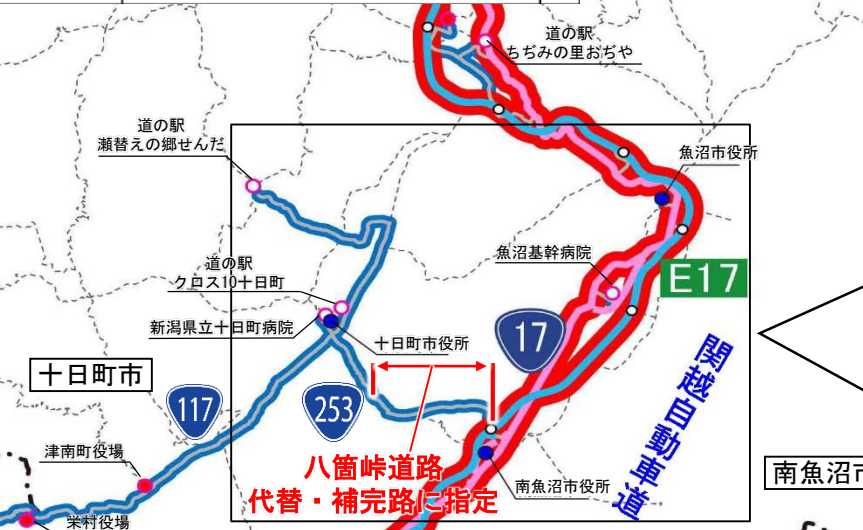 道の駅
ちぢみの里おぢや
道の駅
瀬替えの郷せんだ
魚沼市役所
魚沼基幹病院
E17
道の駅
クロス10十日町
新潟県立十日町病院
十日町市役所
17
関越自動車道
十日町市
117
253
津南町役場
八箇峠道路
代替・補完路に指定
南魚沼市役所
南魚沼市
栄村役場